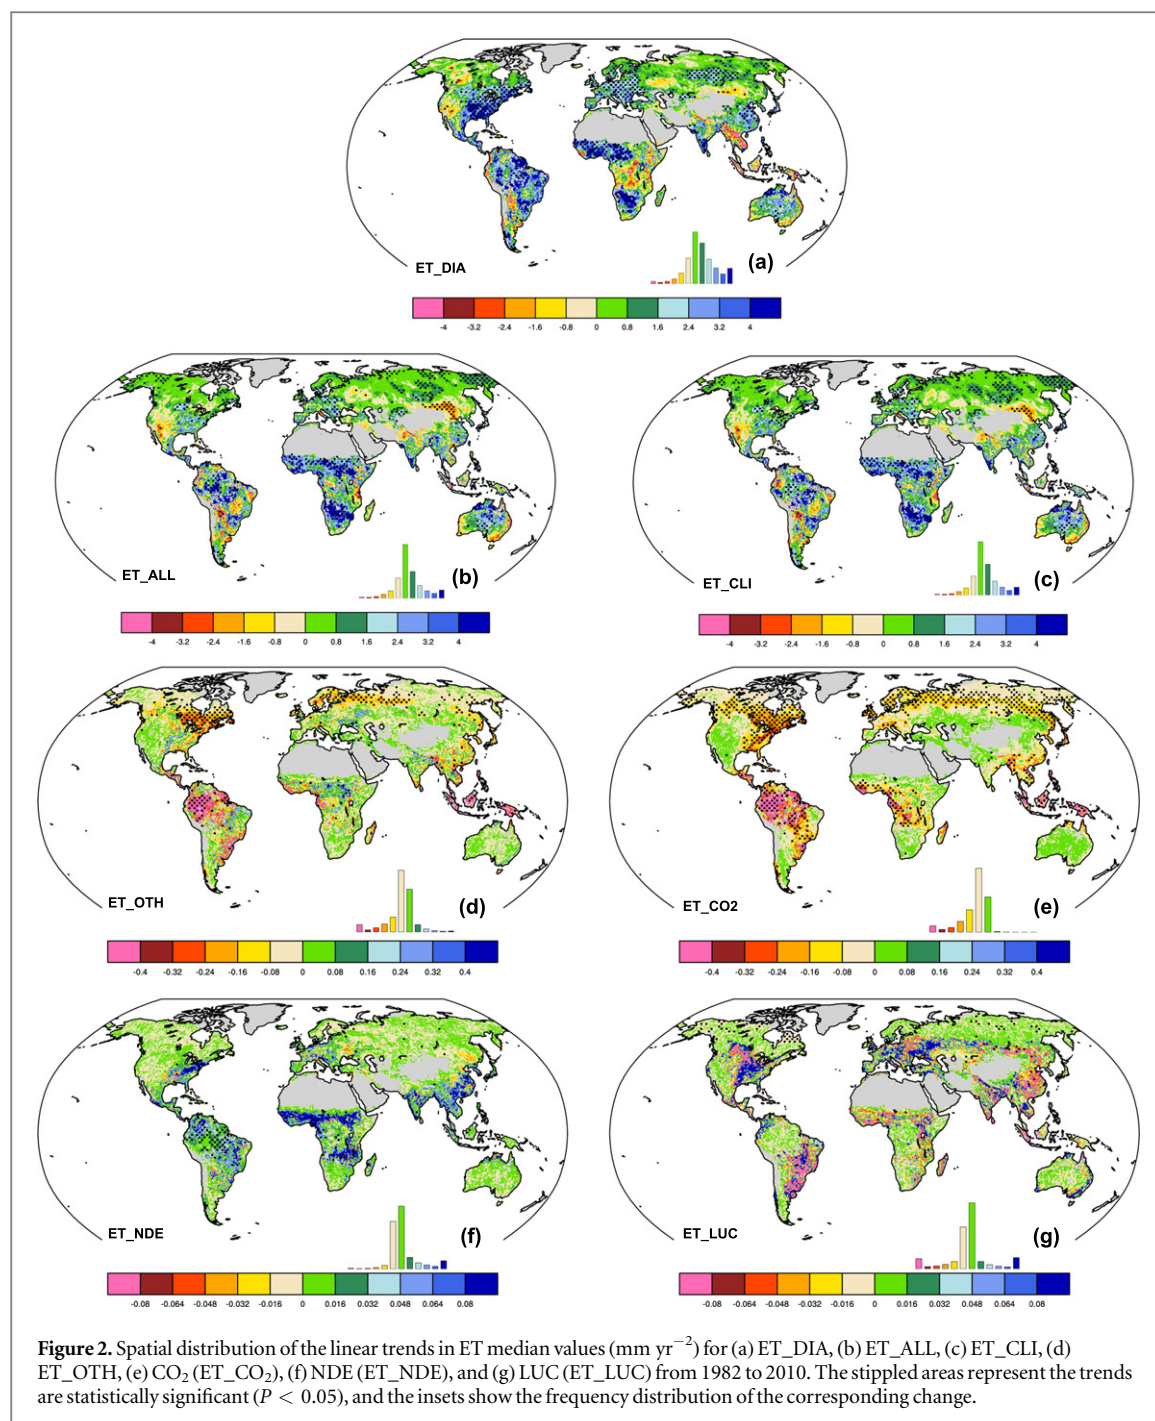 ET_DIA
(a)
-4 -3.2 -2.4 -1.6 -0.8 0 0.8 1.6 2.4 3.2 4
ET_ALL
(b)
-4 -3.2 -2.4 -1.6 -0.8 0 0.8 1.6 2.4 3.2 4
ET_CLI
(c)
-4 -3.2 -2.4 -1.6 -0.8 0 0.8 1.6 2.4 3.2 4
ET_OTH
(d)
-0.4 -0.32 -0.24 -0.16 -0.08 0 0.08 0.16 0.24 0.32 0.4
ET_CO2
(e)
-0.4 -0.32 -0.24 -0.16 -0.08 0 0.08 0.16 0.24 0.32 0.4
ET_NDE
(f)
-0.08 -0.064 -0.048 -0.032 -0.016 0 0.016 0.032 0.048 0.064 0.08
ET_LUC
(g)
-0.08 -0.064 -0.048 -0.032 -0.016 0 0.016 0.032 0.048 0.064 0.08
Figure 2. Spatial distribution of the linear trends in ET median values (mm yr⁻²) for (a) ET_DIA, (b) ET_ALL, (c) ET_CLI, (d)
ET_OTH, (e) CO₂ (ET_CO₂), (f) NDE (ET_NDE), and (g) LUC (ET_LUC) from 1982 to 2010. The stippled areas represent the trends
are statistically significant (P < 0.05), and the insets show the frequency distribution of the corresponding change.